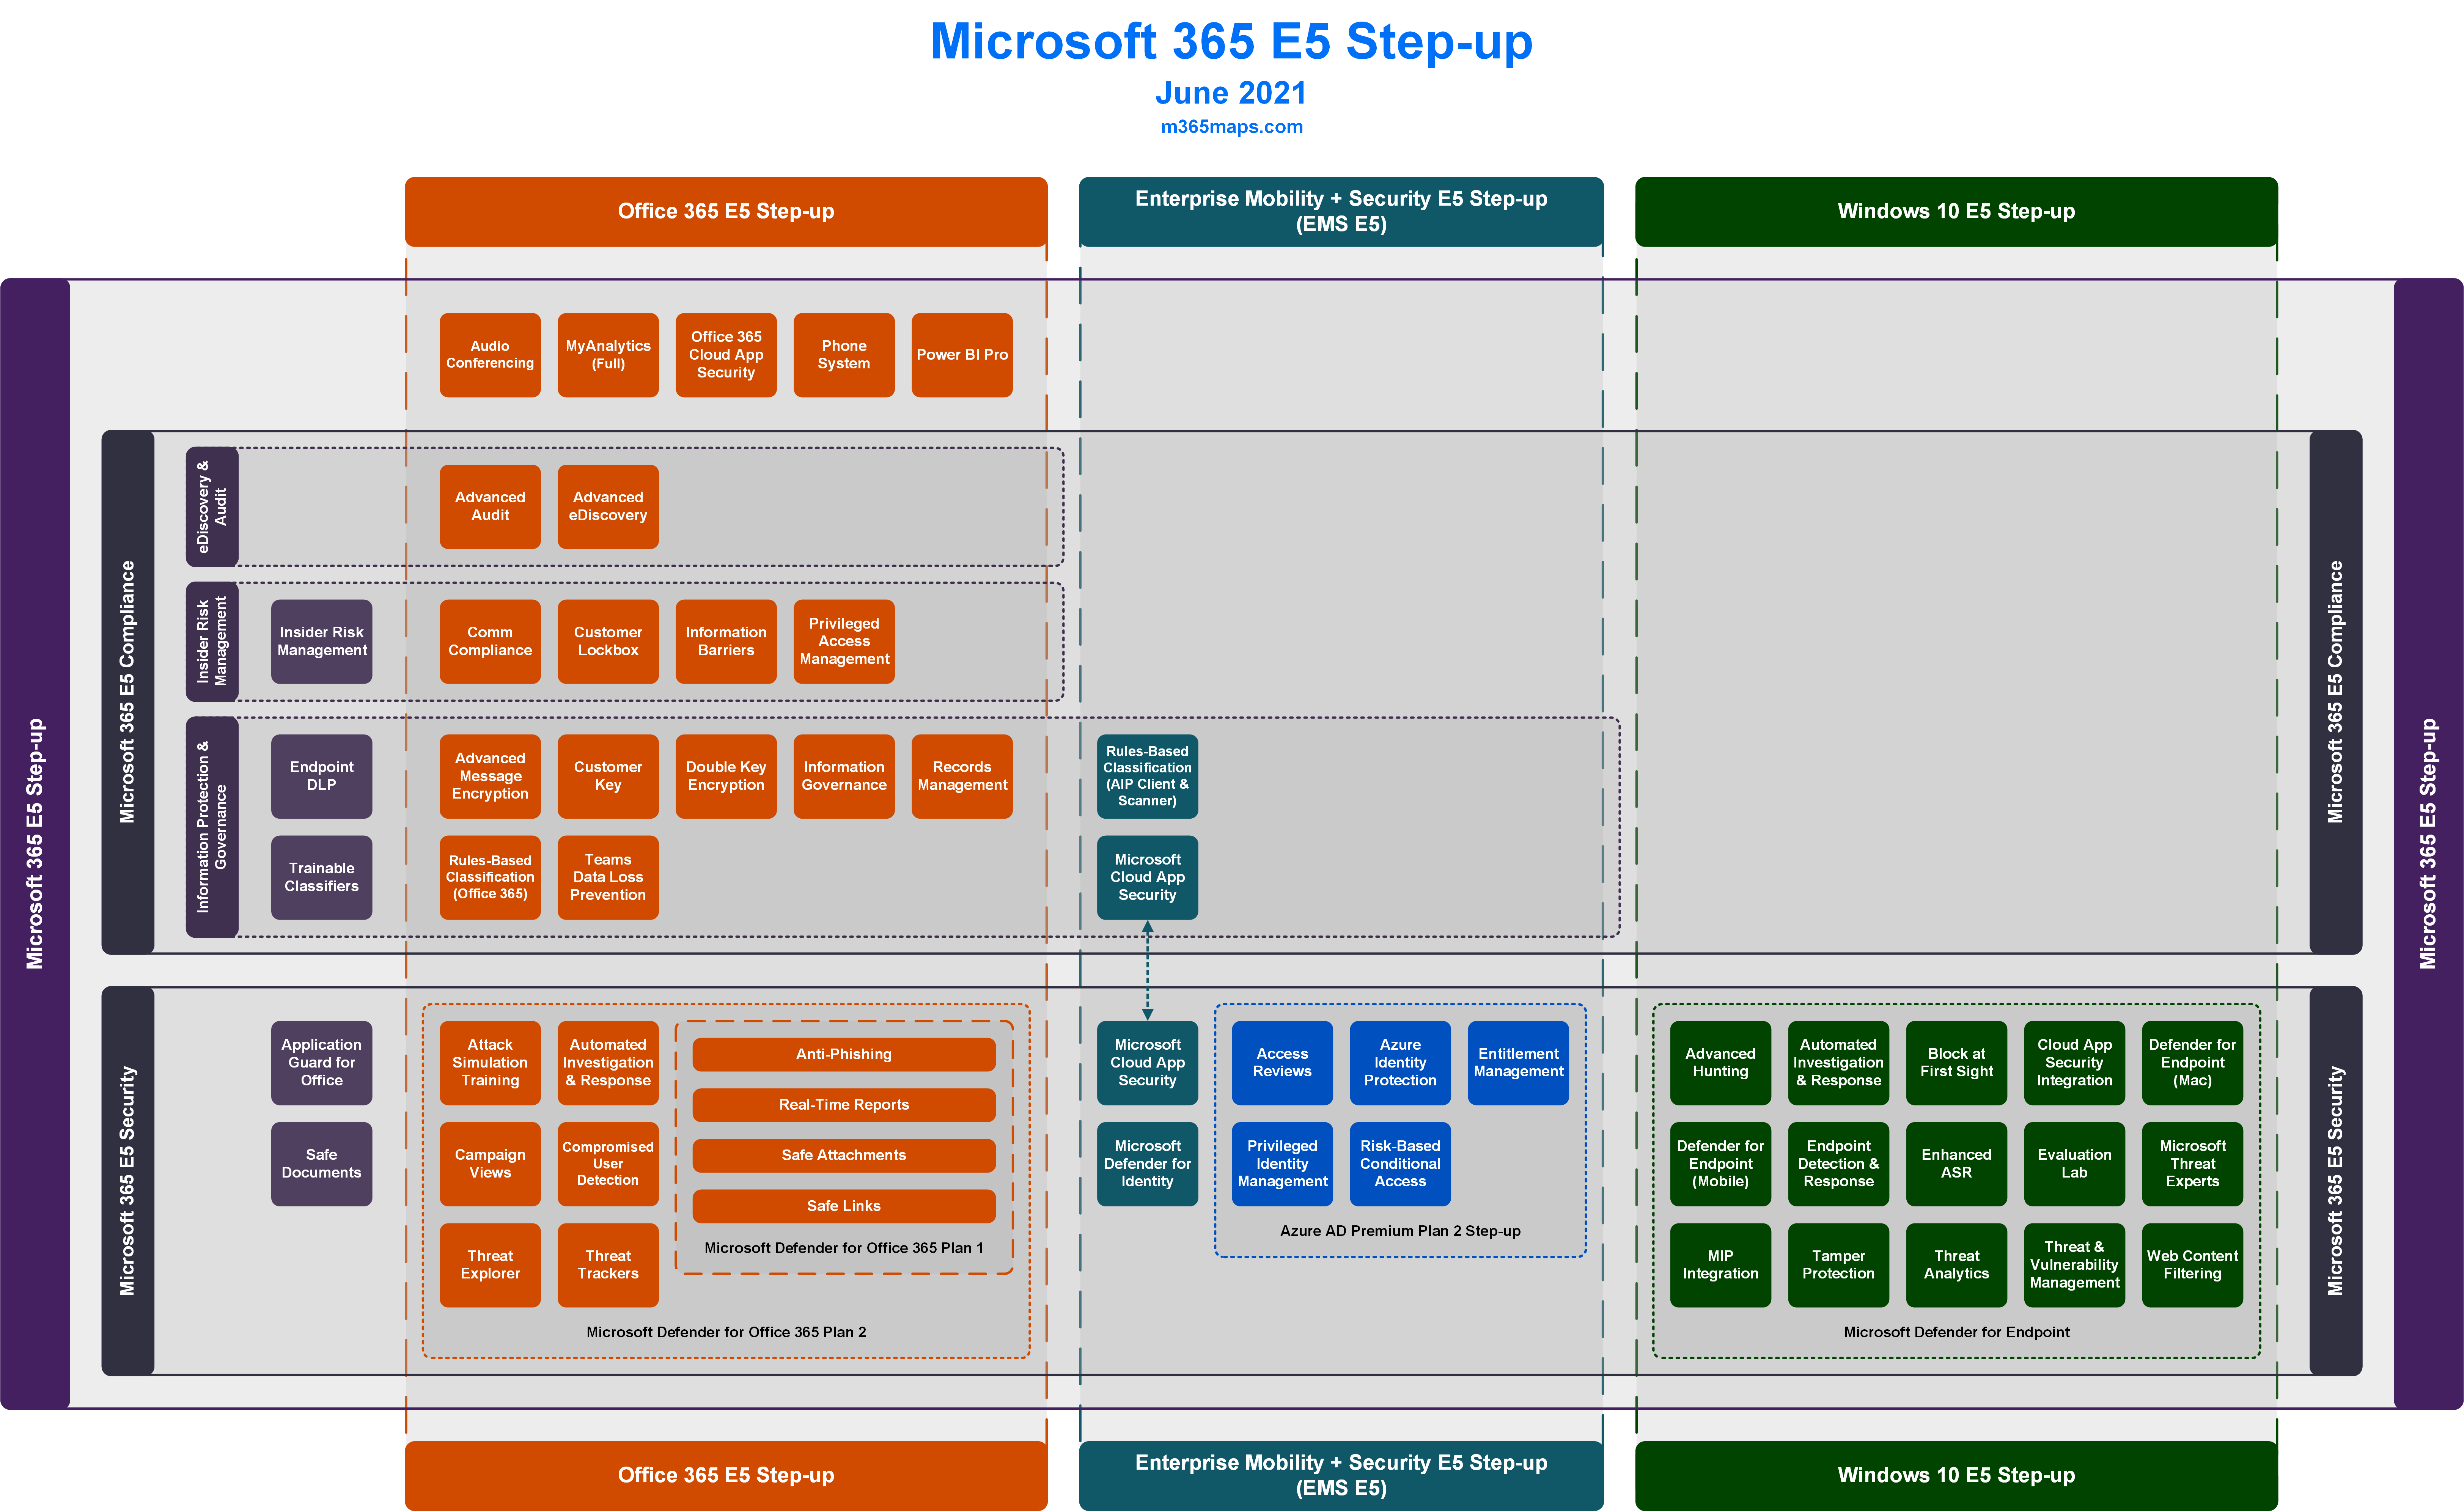 Microsoft 365 E5 Step-up
June 2021
m365maps.com
Office 365 E5 Step-up
Enterprise Mobility + Security E5 Step-up
(EMS E5)
Windows 10 E5 Step-up
Microsoft 365 E5 Step-up
Microsoft 365 E5 Step-up
Audio
Conferencing
MyAnalytics
(Full)
Office 365
Cloud App
Security
Phone
System
Power BI Pro
Microsoft 365 E5 Compliance
Microsoft 365 E5 Compliance
eDiscovery &
Audit
Advanced
Audit
Advanced
eDiscovery
Insider Risk
Management
Insider Risk
Management
Comm
Compliance
Customer
Lockbox
Information
Barriers
Privileged
Access
Management
Information Protection &
Governance
Endpoint
DLP
Advanced
Message
Encryption
Customer
Key
Double Key
Encryption
Information
Governance
Records
Management
Rules-Based
Classification
(AIP Client &
Scanner)
Trainable
Classifiers
Rules-Based
Classification
(Office 365)
Teams
Data Loss
Prevention
Microsoft
Cloud App
Security
Microsoft 365 E5 Security
Microsoft 365 E5 Security
Application
Guard for
Office
Safe
Documents
Attack
Simulation
Training
Automated
Investigation
& Response
Campaign
Views
Compromised
User
Detection
Threat
Explorer
Threat
Trackers
Anti-Phishing
Real-Time Reports
Safe Attachments
Safe Links
Microsoft Defender for Office 365 Plan 1
Microsoft Defender for Office 365 Plan 2
Microsoft
Cloud App
Security
Microsoft
Defender for
Identity
Access
Reviews
Azure
Identity
Protection
Entitlement
Management
Privileged
Identity
Management
Risk-Based
Conditional
Access
Azure AD Premium Plan 2 Step-up
Advanced
Hunting
Automated
Investigation
& Response
Block at
First Sight
Cloud App
Security
Integration
Defender for
Endpoint
(Mac)
Defender for
Endpoint
(Mobile)
Endpoint
Detection &
Response
Enhanced
ASR
Evaluation
Lab
Microsoft
Threat
Experts
MIP
Integration
Tamper
Protection
Threat
Analytics
Threat &
Vulnerability
Management
Web Content
Filtering
Microsoft Defender for Endpoint
Office 365 E5 Step-up
Enterprise Mobility + Security E5 Step-up
(EMS E5)
Windows 10 E5 Step-up